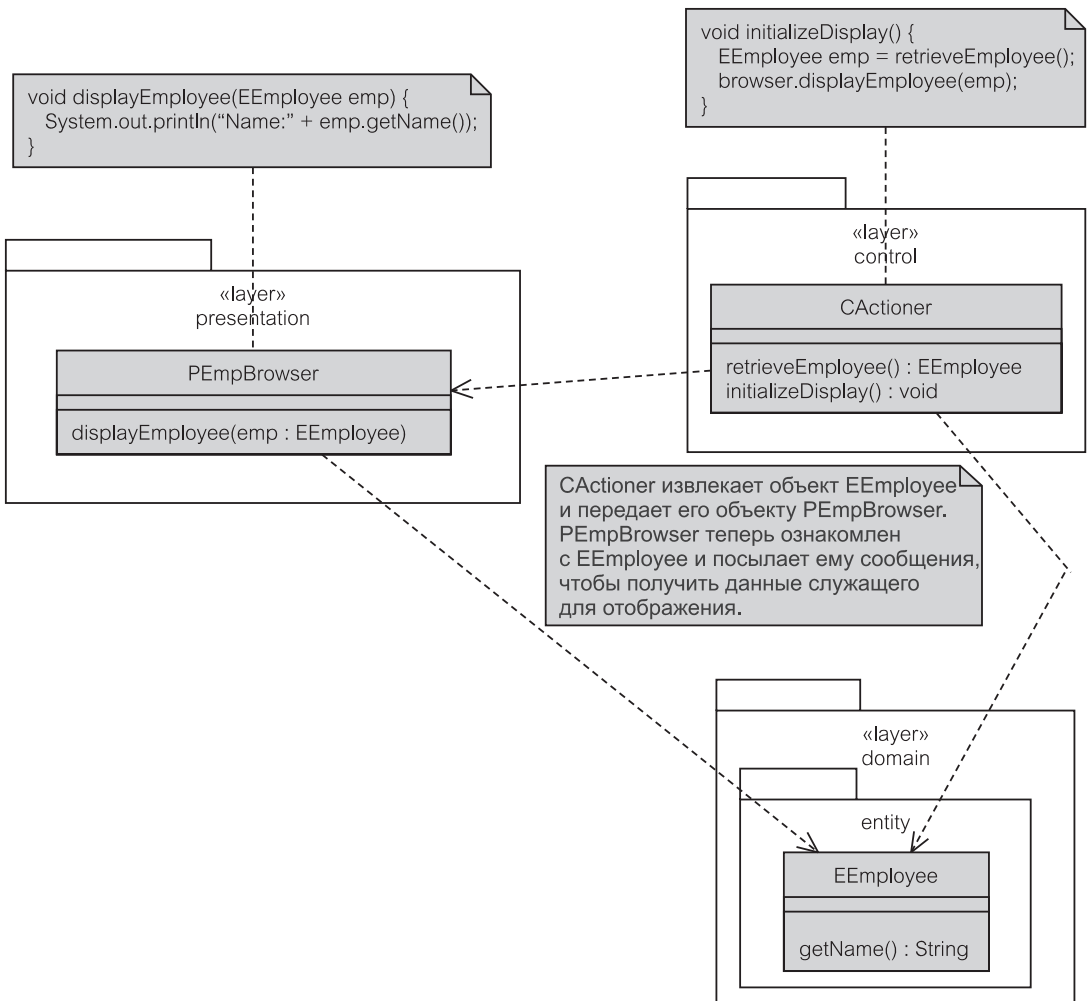 void initializeDisplay() {
EEmployee emp = retrieveEmployee();
browser.displayEmployee(emp);
}
void displayEmployee(EEmployee emp) {
System.out.println(“Name:” + emp.getName());
}
«layer»
control
CActioner
retrieveEmployee() : EEmployee
initializeDisplay() : void
«layer»
presentation
PEmpBrowser
displayEmployee(emp : EEmployee)
CActioner извлекает объект EEmployee
и передает его объекту PEmpBrowser.
PEmpBrowser теперь ознакомлен
с EEmployee и посылает ему сообщения,
чтобы получить данные служащего
для отображения.
«layer»
domain
entity
EEmployee
getName() : String